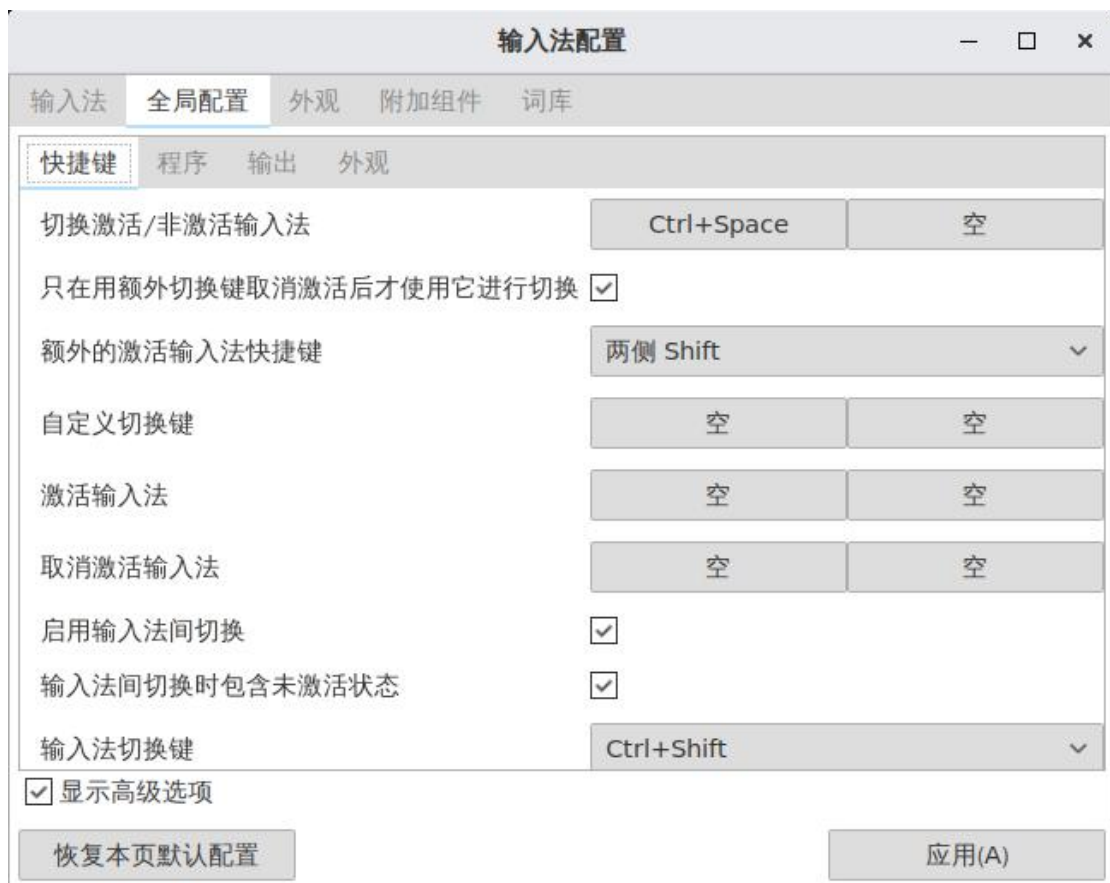 输入法配置
输入法 全局配置 外观 附加组件 词库
快捷键 程序 输出 外观
切换激活/非激活输入法 Ctrl+Space 空
只在用额外切换键取消激活后才使用它进行切换
额外的激活输入法快捷键 两侧 Shift
自定义切换键 空 空
激活输入法 空 空
取消激活输入法 空 空
启用输入法间切换
输入法间切换时包含未激活状态
输入法切换键 Ctrl+Shift
显示高级选项
恢复本页默认配置 应用(A)